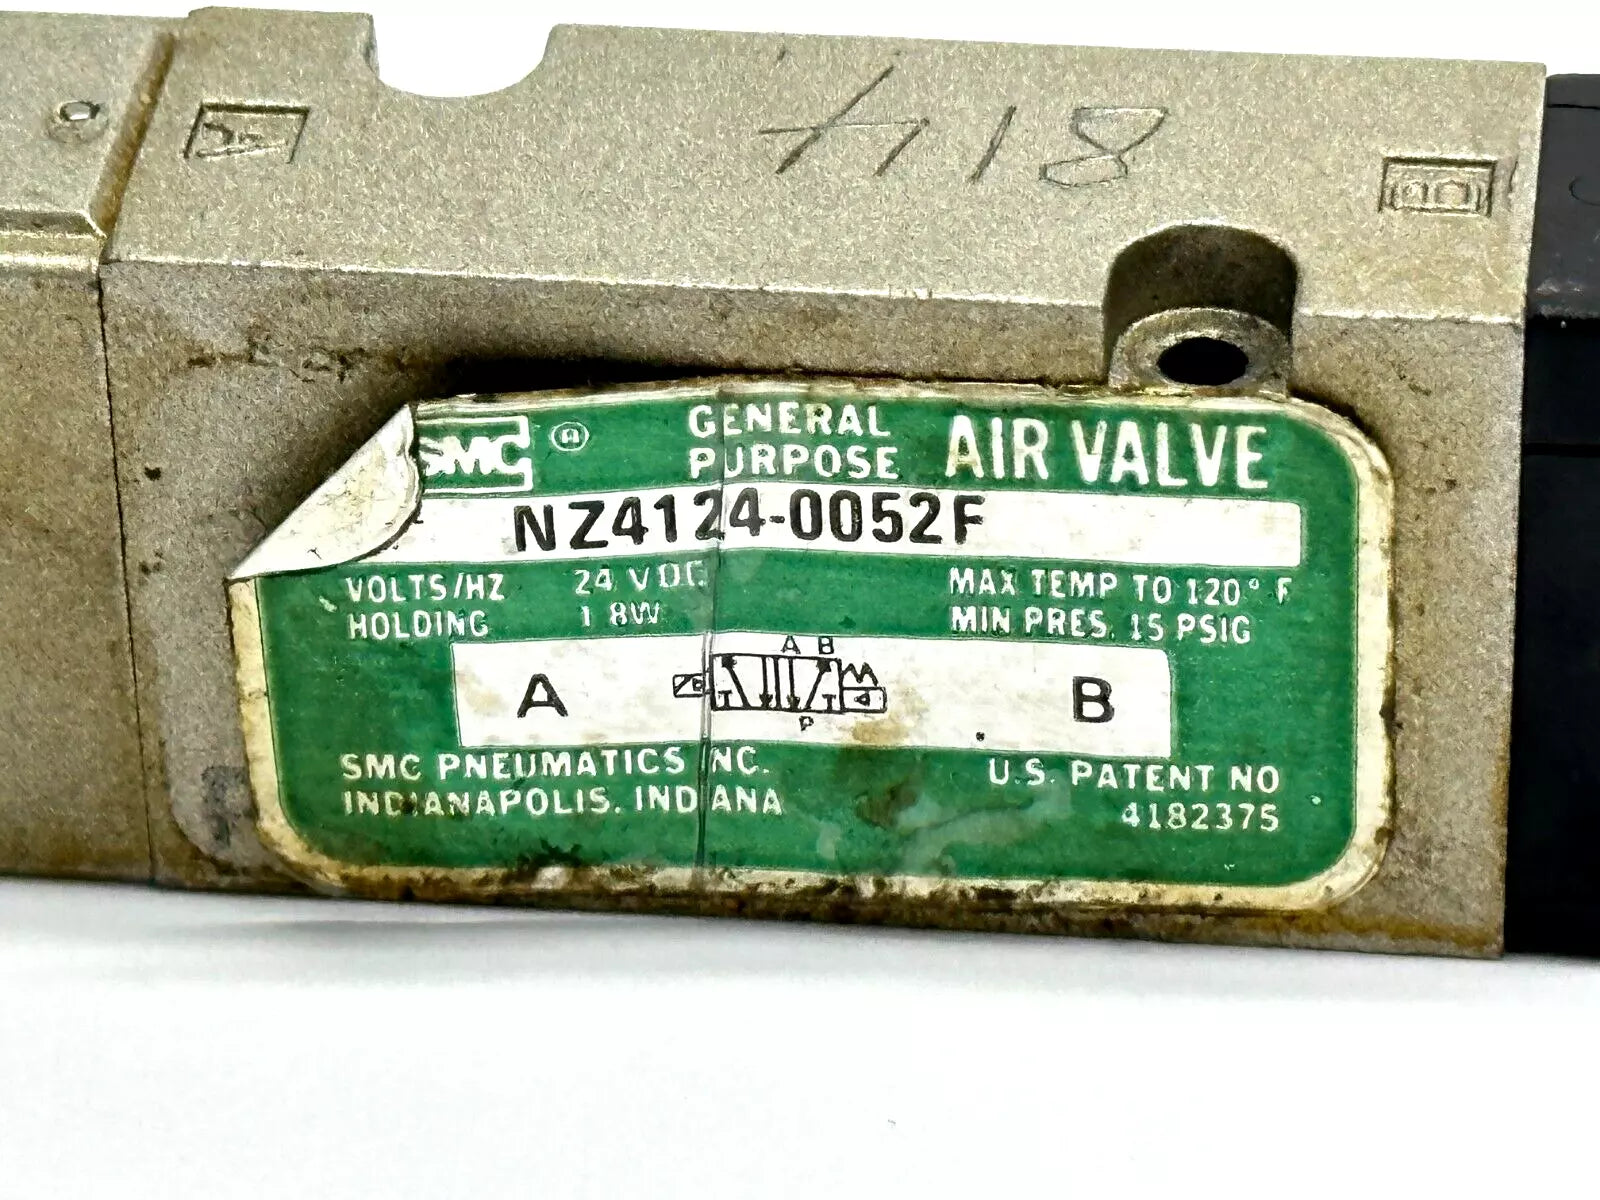 418
SMC ®
GENERAL
PURPOSE
AIR VALVE
NZ4124-0052F
VOLTS/HZ 24 VDC
HOLDING 1 8W
MAX TEMP TO 120° F
MIN PRES. 15 PSIG
A B
A
B
P
SMC PNEUMATICS INC.
INDIANAPOLIS, INDIANA
U.S. PATENT NO
4182375